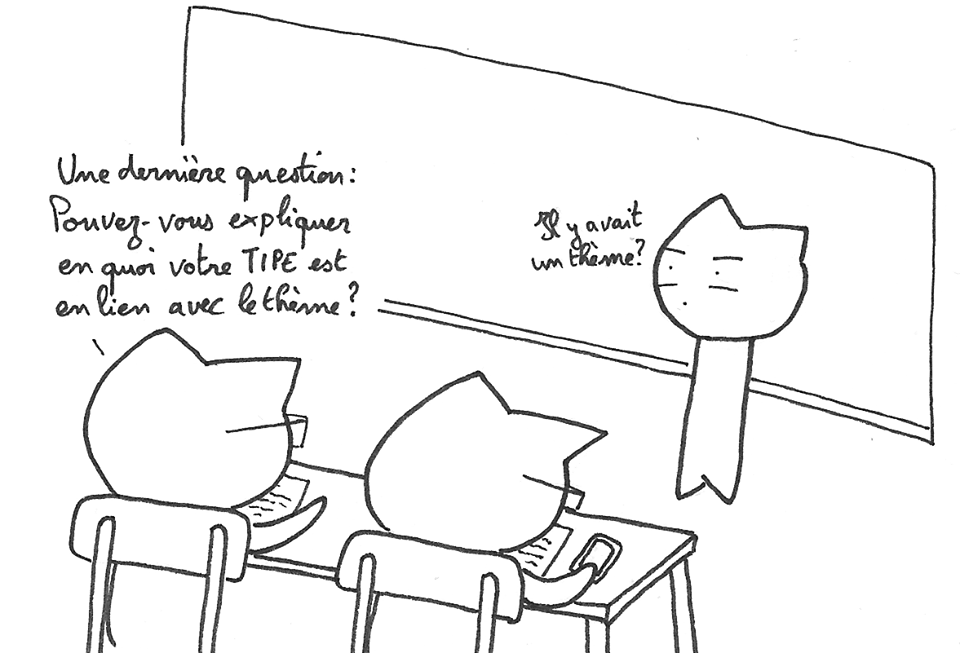 Une dernière question:
Pouvez-vous expliquer
en quoi votre TIPE est
en lien avec le thème?
Il y avait
un thème?